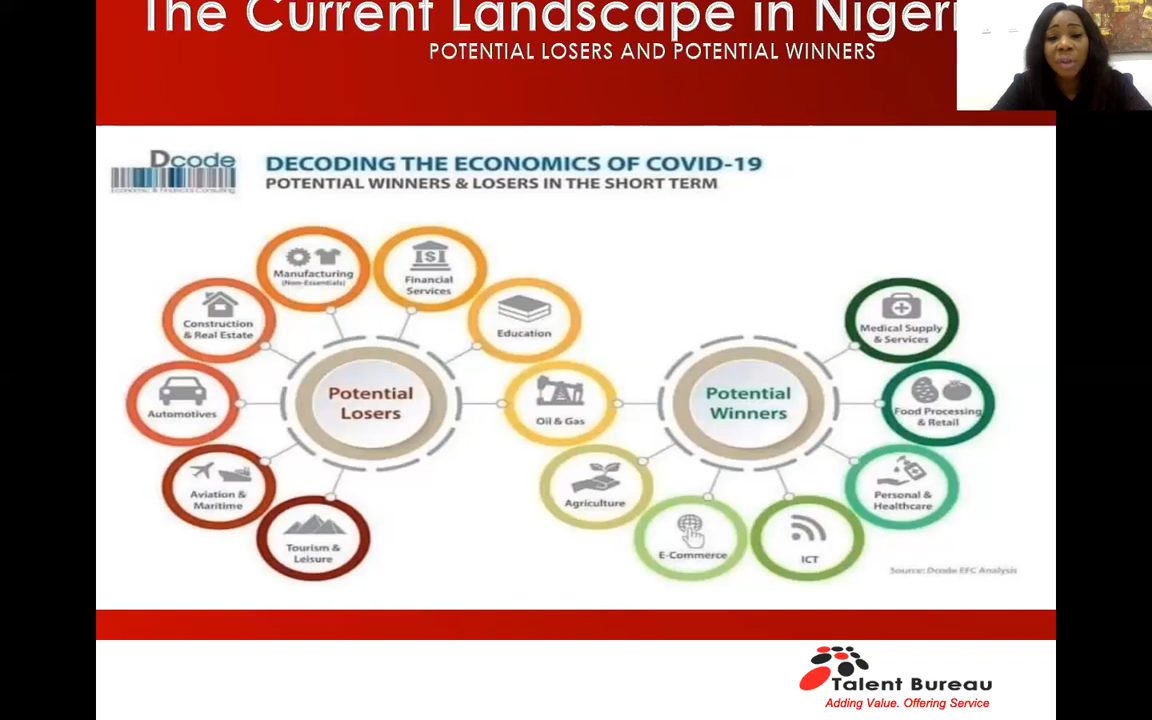 The Current Landscape in Nigeri
POTENTIAL LOSERS AND POTENTIAL WINNERS
Dcode
Economic & Financial Consulting
DECODING THE ECONOMICS OF COVID-19
POTENTIAL WINNERS & LOSERS IN THE SHORT TERM
Manufacturing
(Non-Essentials)
Financial
Services
Construction
& Real Estate
Education
Automotives
Potential
Losers
Oil & Gas
Aviation &
Maritime
Tourism &
Leisure
Potential
Winners
Medical Supply
& Services
Food Processing
& Retail
Personal &
Healthcare
Agriculture
E-Commerce
ICT
Source: Dcode EFC Analysis
Talent Bureau
Adding Value. Offering Service